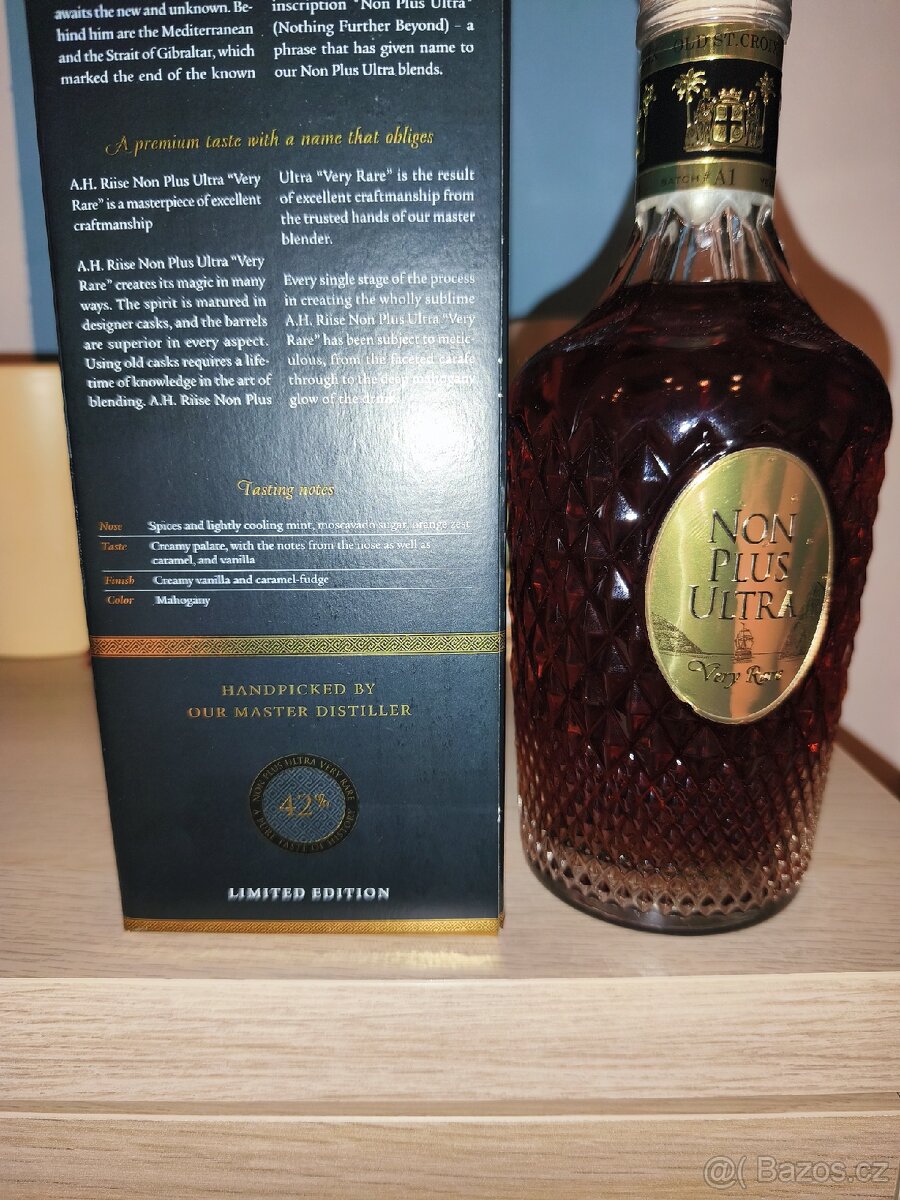 awaits the new and unknown. Be-
hind him are the Mediterranean
and the Strait of Gibraltar, which
marked the end of the known
inscription "Non Plus Ultra"
(Nothing Further Beyond) – a
phrase that has given name to
our Non Plus Ultra blends.
A premium taste with a name that obliges
A.H. Riise Non Plus Ultra "Very
Rare" is a masterpiece of excellent
craftmanship
A.H. Riise Non Plus Ultra "Very
Rare" creates its magic in many
ways. The spirit is matured in
designer casks, and the barrels
are superior in every aspect.
Using old casks requires a life-
time of knowledge in the art of
blending. A.H. Riise Non Plus
Ultra "Very Rare" is the result
of excellent craftmanship from
the trusted hands of our master
blender.
Every single stage of the process
in creating the wholly sublime
A.H. Riise Non Plus Ultra "Very
Rare" has been subject to metic-
ulous, from the faceted carafe
through to the deep mahogany
glow of the drink.
Tasting notes
Nose Spices and lightly cooling mint, moscavado sugar, orange zest
Taste Creamy palate, with the notes from the nose as well as
caramel, and vanilla
Finish Creamy vanilla and caramel-fudge
Color Mahogany
HANDPICKED BY
OUR MASTER DISTILLER
NON PLUS ULTRA VERY RARE
42%
TASTE OF HISTORY
LIMITED EDITION
OLD ST. CROIX
BATCH # A1
NON
PLUS
ULTRA
Very Rare
@( Bazos.cz